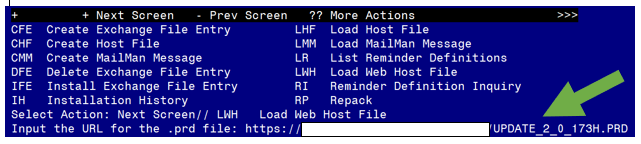 + + Next Screen - Prev Screen ?? More Actions >>>
CFE Create Exchange File Entry LHF Load Host File
CHF Create Host File LMM Load MailMan Message
CMM Create MailMan Message LR List Reminder Definitions
DFE Delete Exchange File Entry LWH Load Web Host File
IFE Install Exchange File Entry RI Reminder Definition Inquiry
IH Installation History RP Repack
Select Action: Next Screen// LWH Load Web Host File
Input the URL for the .prd file: https:// /UPDATE_2_0_173H.PRD